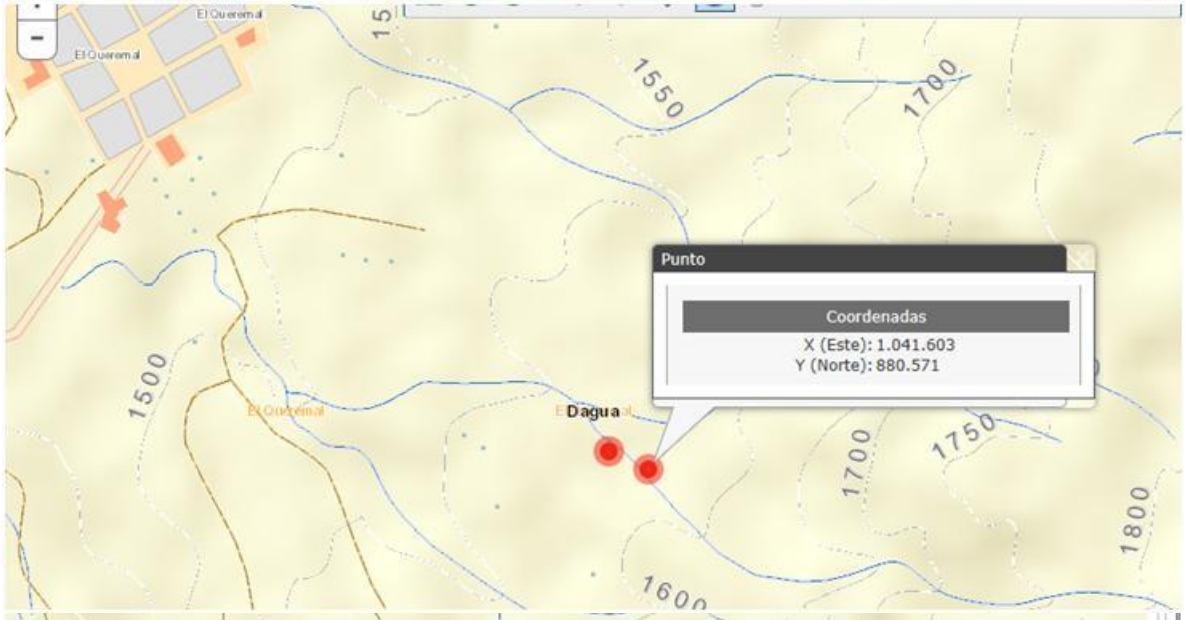 +
−
El Queremal
El Queremal
15
1550
1700
Punto
Coordenadas
X (Este): 1.041.603
Y (Norte): 880.571
1500
El Queremal
Dagua
1750
1700
1800
1600